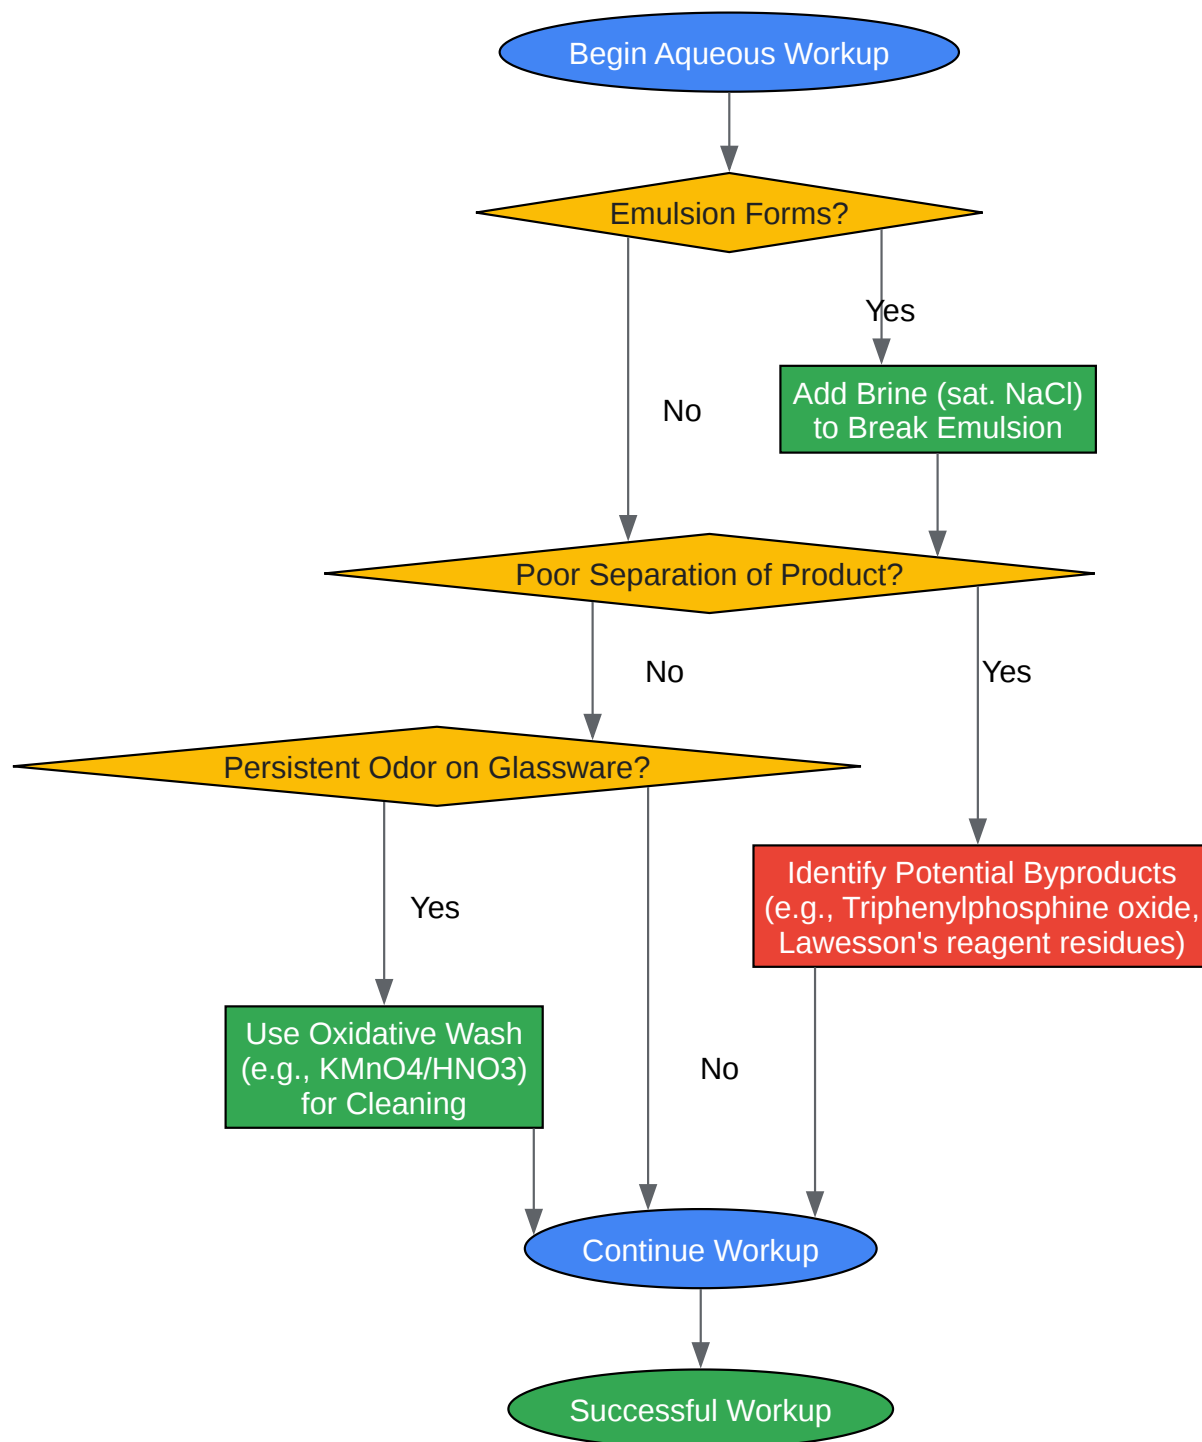 Begin Aqueous Workup
Emulsion Forms?
Yes
Add Brine (sat. NaCl)
to Break Emulsion
No
Poor Separation of Product?
No
Yes
Persistent Odor on Glassware?
Identify Potential Byproducts
(e.g., Triphenylphosphine oxide,
Lawesson's reagent residues)
Yes
Use Oxidative Wash
(e.g., KMnO4/HNO3)
for Cleaning
No
Continue Workup
Successful Workup